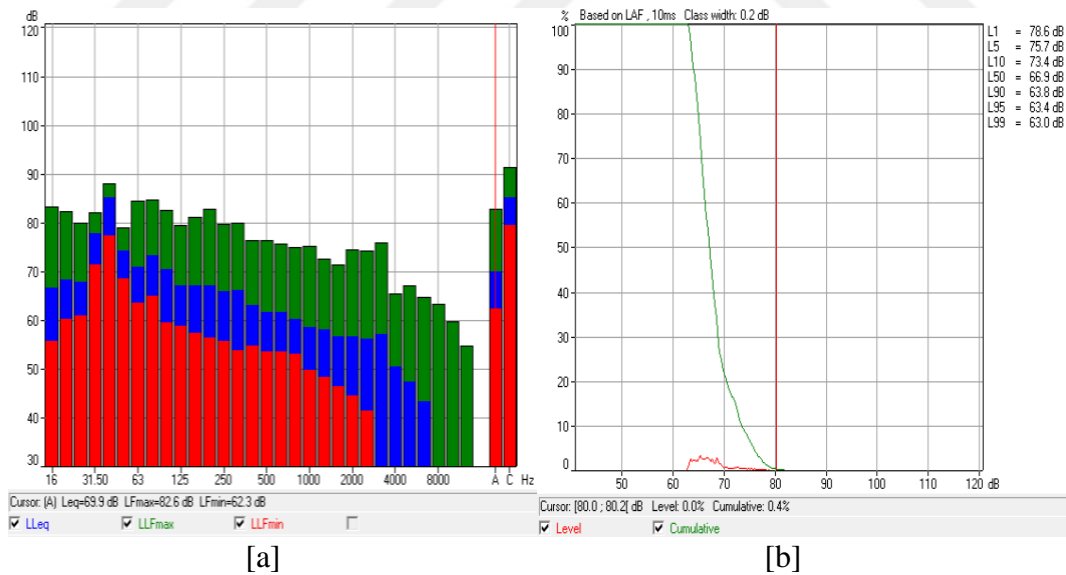 dB
120
110
100
90
80
70
60
50
40
30
16 31.50 63 125 250 500 1000 2000 4000 8000 A C Hz
Cursor: (A) Leq=69.9 dB LFmax=82.6 dB LFmin=62.3 dB
LLeq LLFmax LLFmin
[a]
% Based on LAF , 10ms Class width: 0.2 dB
100
90
80
70
60
50
40
30
20
10
0
50 60 70 80 90 100 110 120 dB
L1 = 78.6 dB
L5 = 75.7 dB
L10 = 73.4 dB
L50 = 66.9 dB
L90 = 63.8 dB
L95 = 63.4 dB
L99 = 63.0 dB
Cursor: [80.0 ; 80.2[ dB Level: 0.0% Cumulative: 0.4%
Level Cumulative
[b]